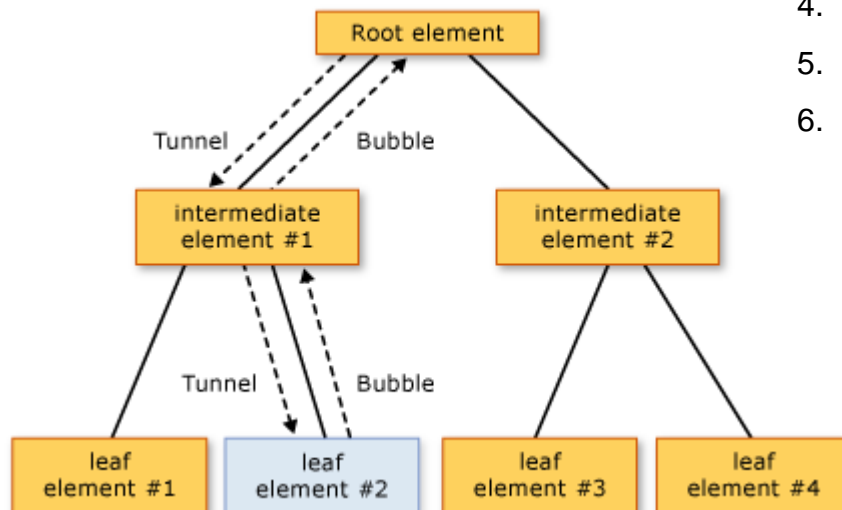 4.
Root element
5.
6.
Tunnel
Bubble
intermediate
element #1
intermediate
element #2
Tunnel
Bubble
leaf
element #1
leaf
element #2
leaf
element #3
leaf
element #4